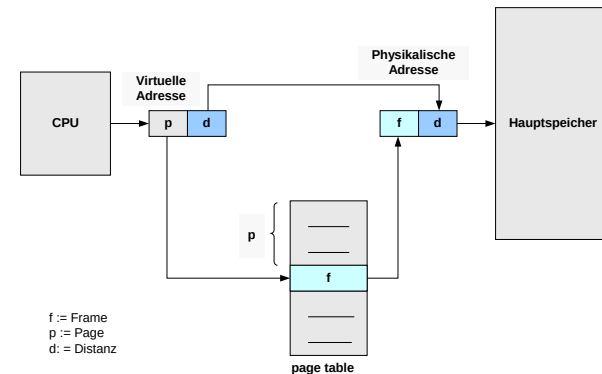 Physikalische
Adresse
Virtuelle
Adresse
CPU
p d
f d
Hauptspeicher
p
f
f := Frame
p := Page
d: = Distanz
page table